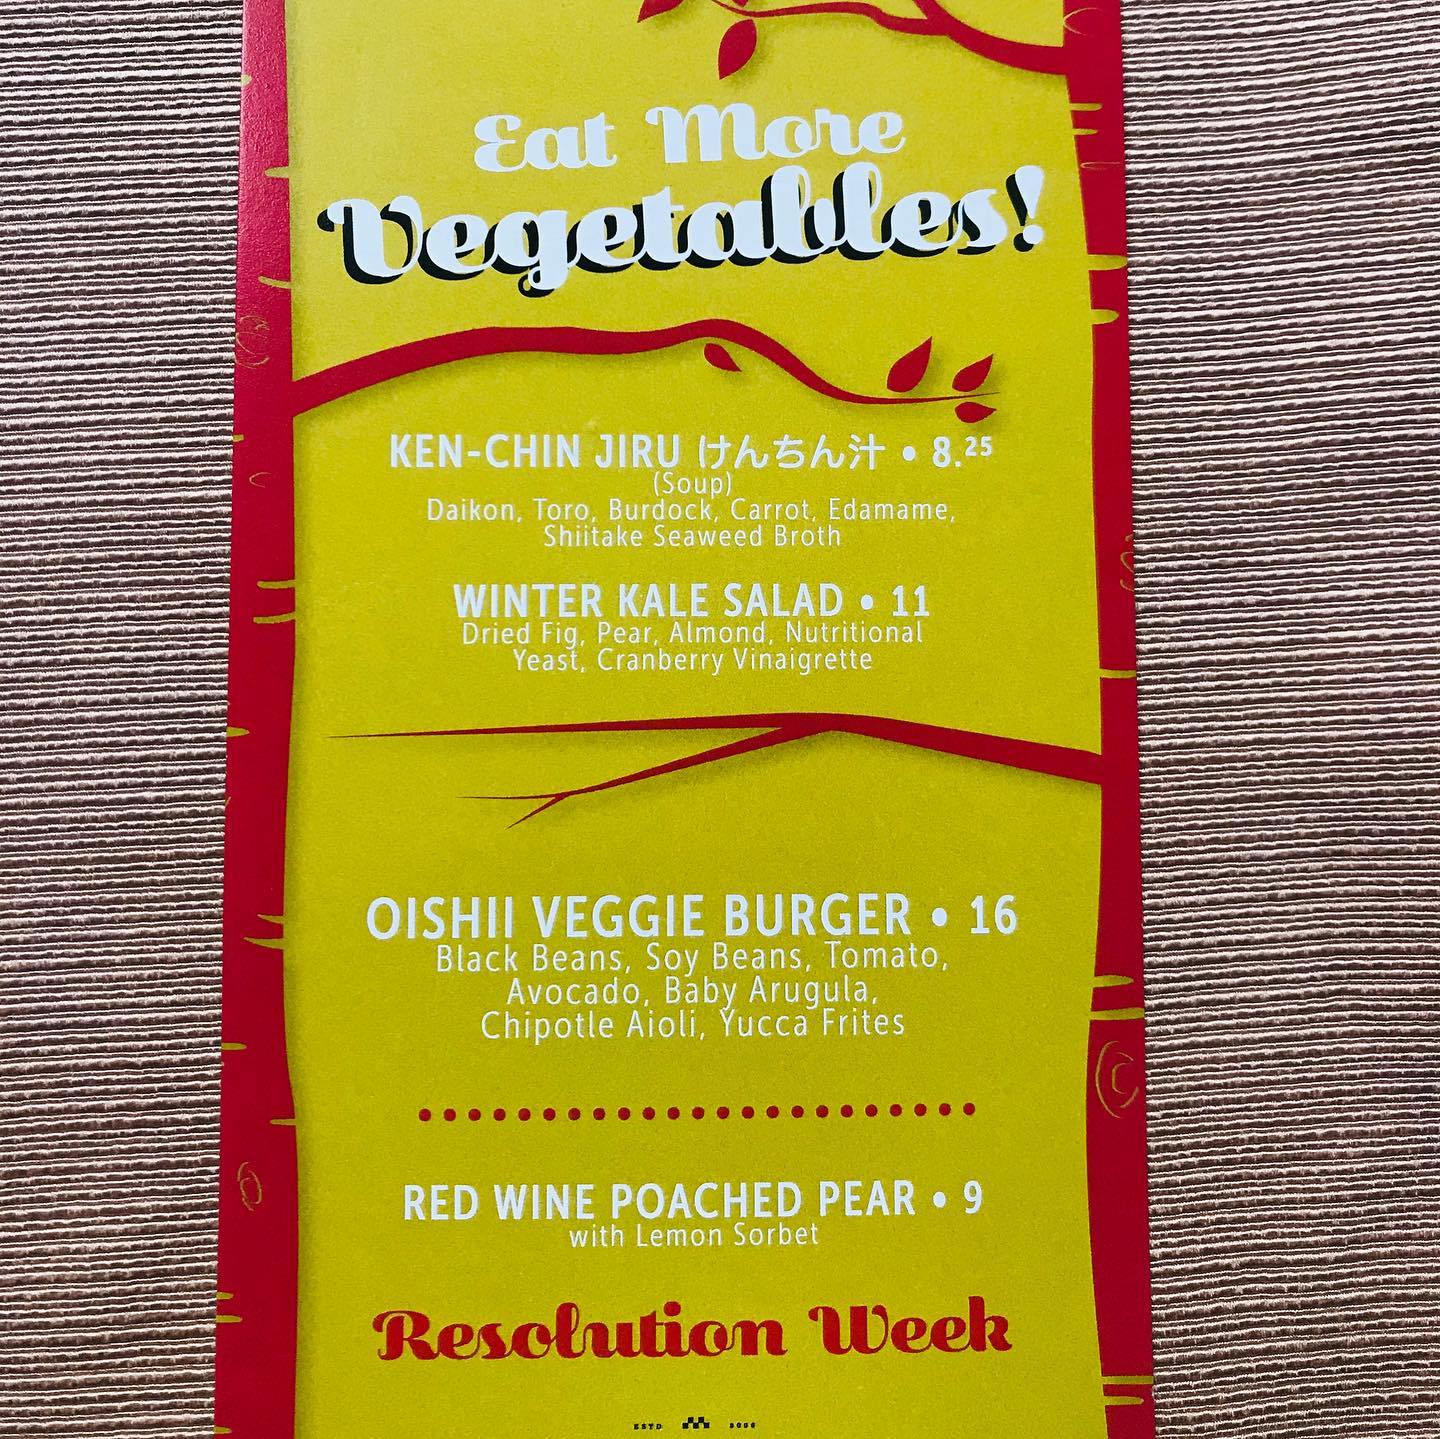 Eat More
Vegetables!
KEN-CHIN JIRU けんちん汁 • 8.25
(Soup)
Daikon, Toro, Burdock, Carrot, Edamame,
Shiitake Seaweed Broth
WINTER KALE SALAD • 11
Dried Fig, Pear, Almond, Nutritional
Yeast, Cranberry Vinaigrette
OISHII VEGGIE BURGER • 16
Black Beans, Soy Beans, Tomato,
Avocado, Baby Arugula,
Chipotle Aioli, Yucca Frites
RED WINE POACHED PEAR • 9
with Lemon Sorbet
Resolution Week
ESTD